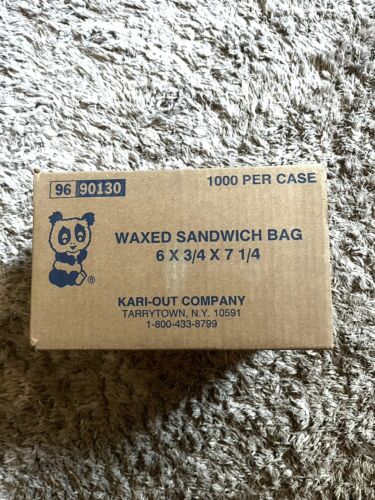 96 90130
1000 PER CASE
WAXED SANDWICH BAG
6 X 3/4 X 7 1/4
®
KARI-OUT COMPANY
TARRYTOWN, N.Y. 10591
1-800-433-8799